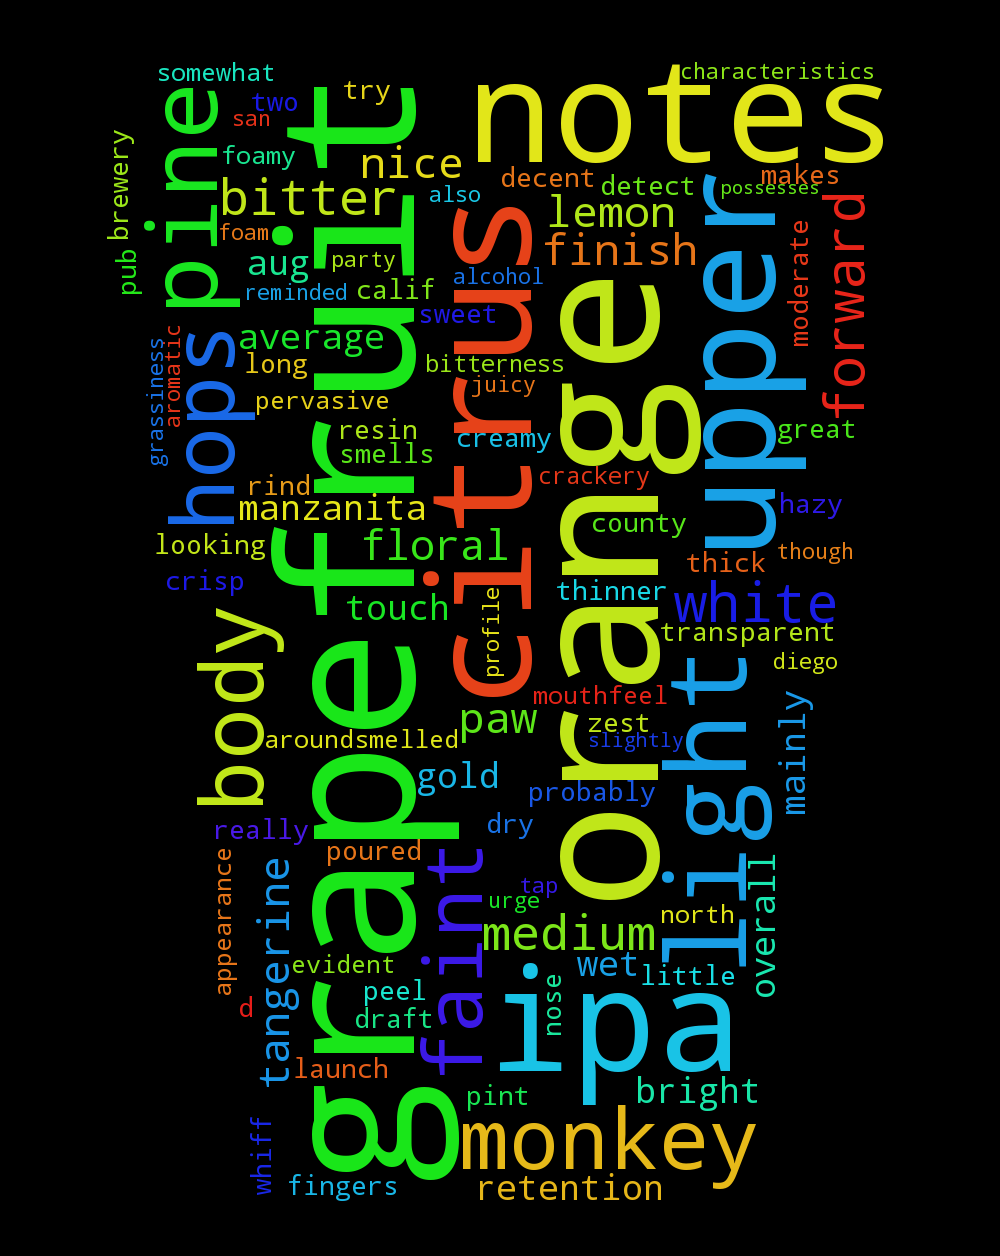 somewhat
characteristics
notes
try
two
san
pine
brewery
pub
foamy
nice
bitter
also
decent
detect
possesses
makes
lemon
upper
forward
moderate
foam
aug
party
finish
reminded
calif
alcohol
sweet
grapefruit
citrus
orange
average
hops
grassiness
aromatic
long
bitterness
juicy
pervasive
resin
smells
creamy
great
crackery
rind
manzanita
hazy
county
looking
floral
thick
though
crisp
touch
profile
thinner
white
transparent
diego
body
mouthfeel
light
mainly
paw
zest
slightly
aroundsmelled
gold
probably
really
dry
poured
faint
appearance
tangerine
tap
urge
north
overall
medium
evident
wet
little
peel
nose
d
draft
ipa
launch
pint
bright
monkey
whiff
fingers
retention